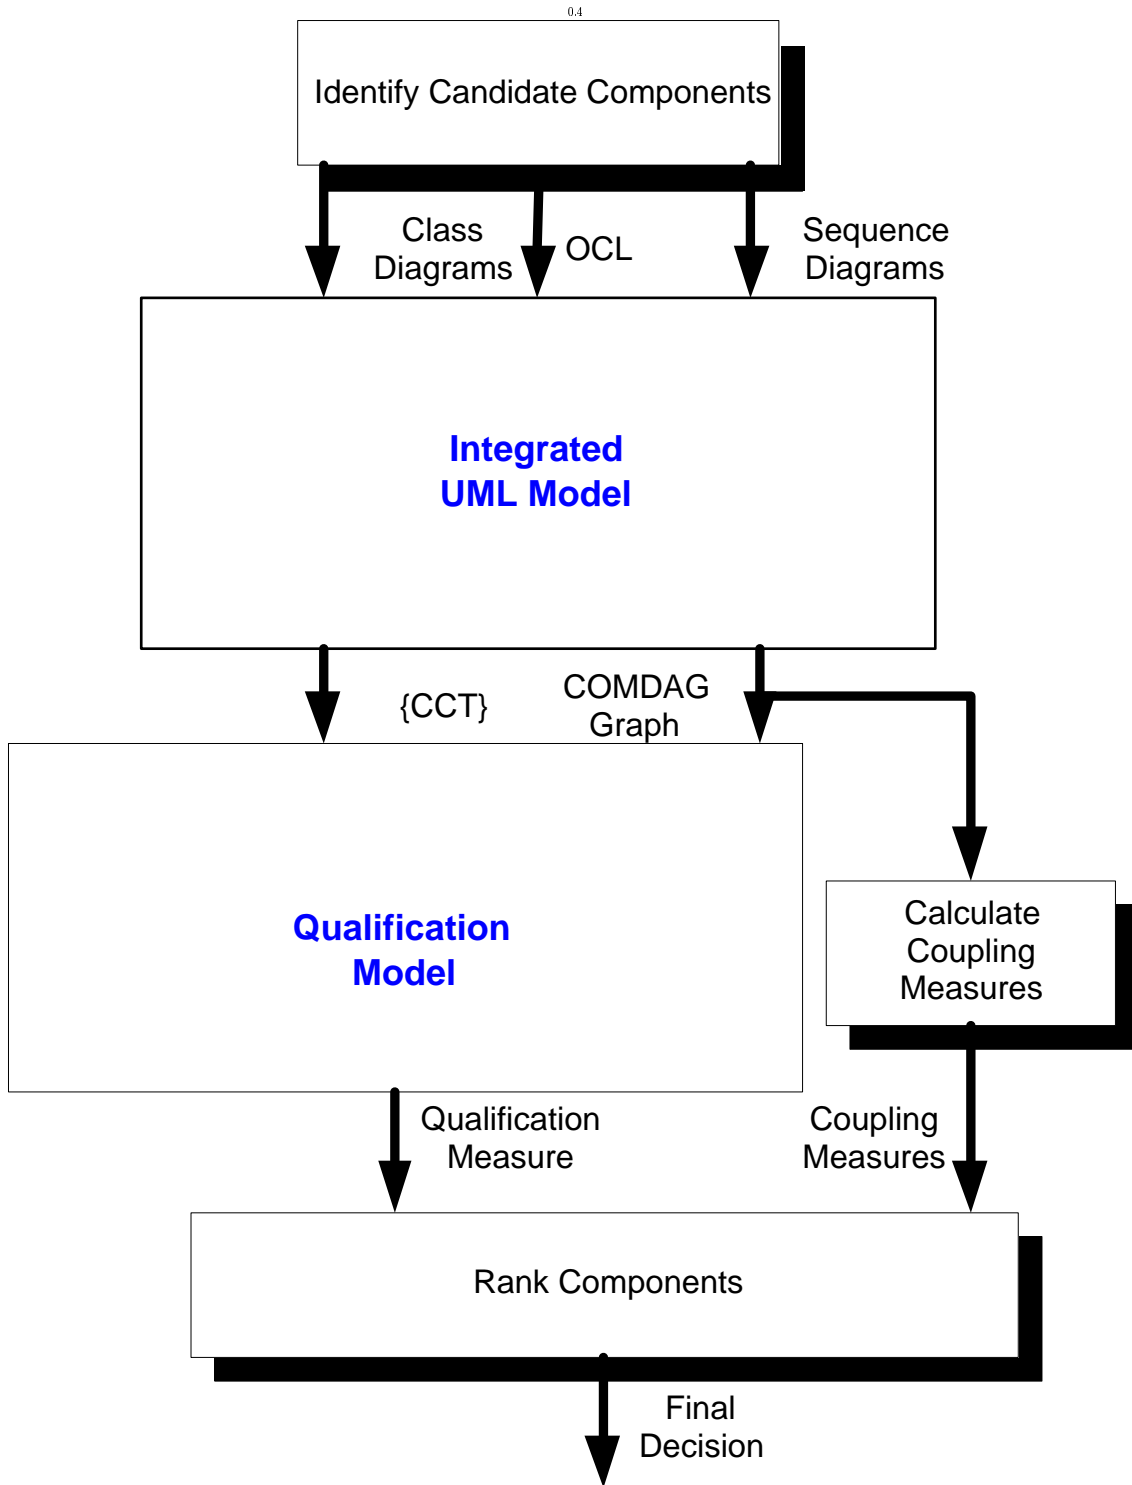 0.4
Identify Candidate Components
Class
Diagrams
OCL
Sequence
Diagrams
Integrated
UML Model
{CCT}
COMDAG
Graph
Qualification
Model
Calculate
Coupling
Measures
Qualification
Measure
Coupling
Measures
Rank Components
Final
Decision